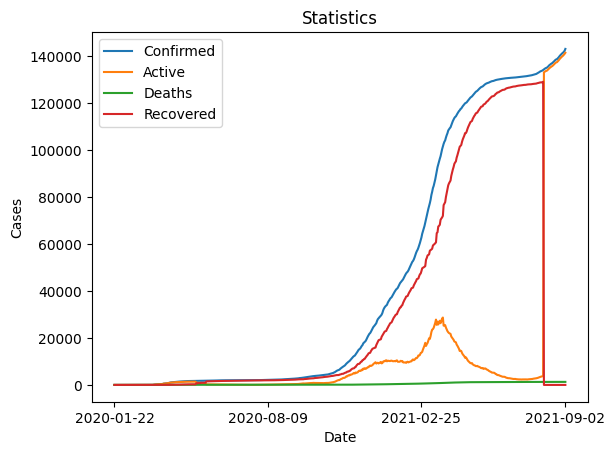 Statistics
Confirmed
Active
Deaths
Recovered
140000
120000
100000
80000
60000
40000
20000
0
Cases
2020-01-22 2020-08-09 2021-02-25 2021-09-02
Date